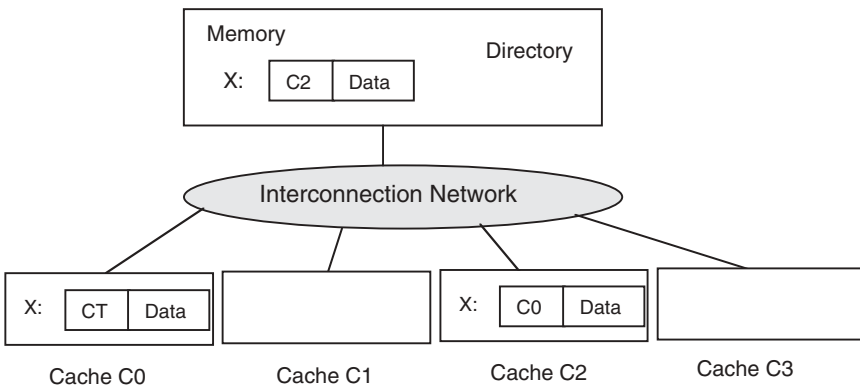 Memory
Directory
X: C2 Data
Interconnection Network
X: CT Data
X: C0 Data
Cache C0
Cache C1
Cache C2
Cache C3